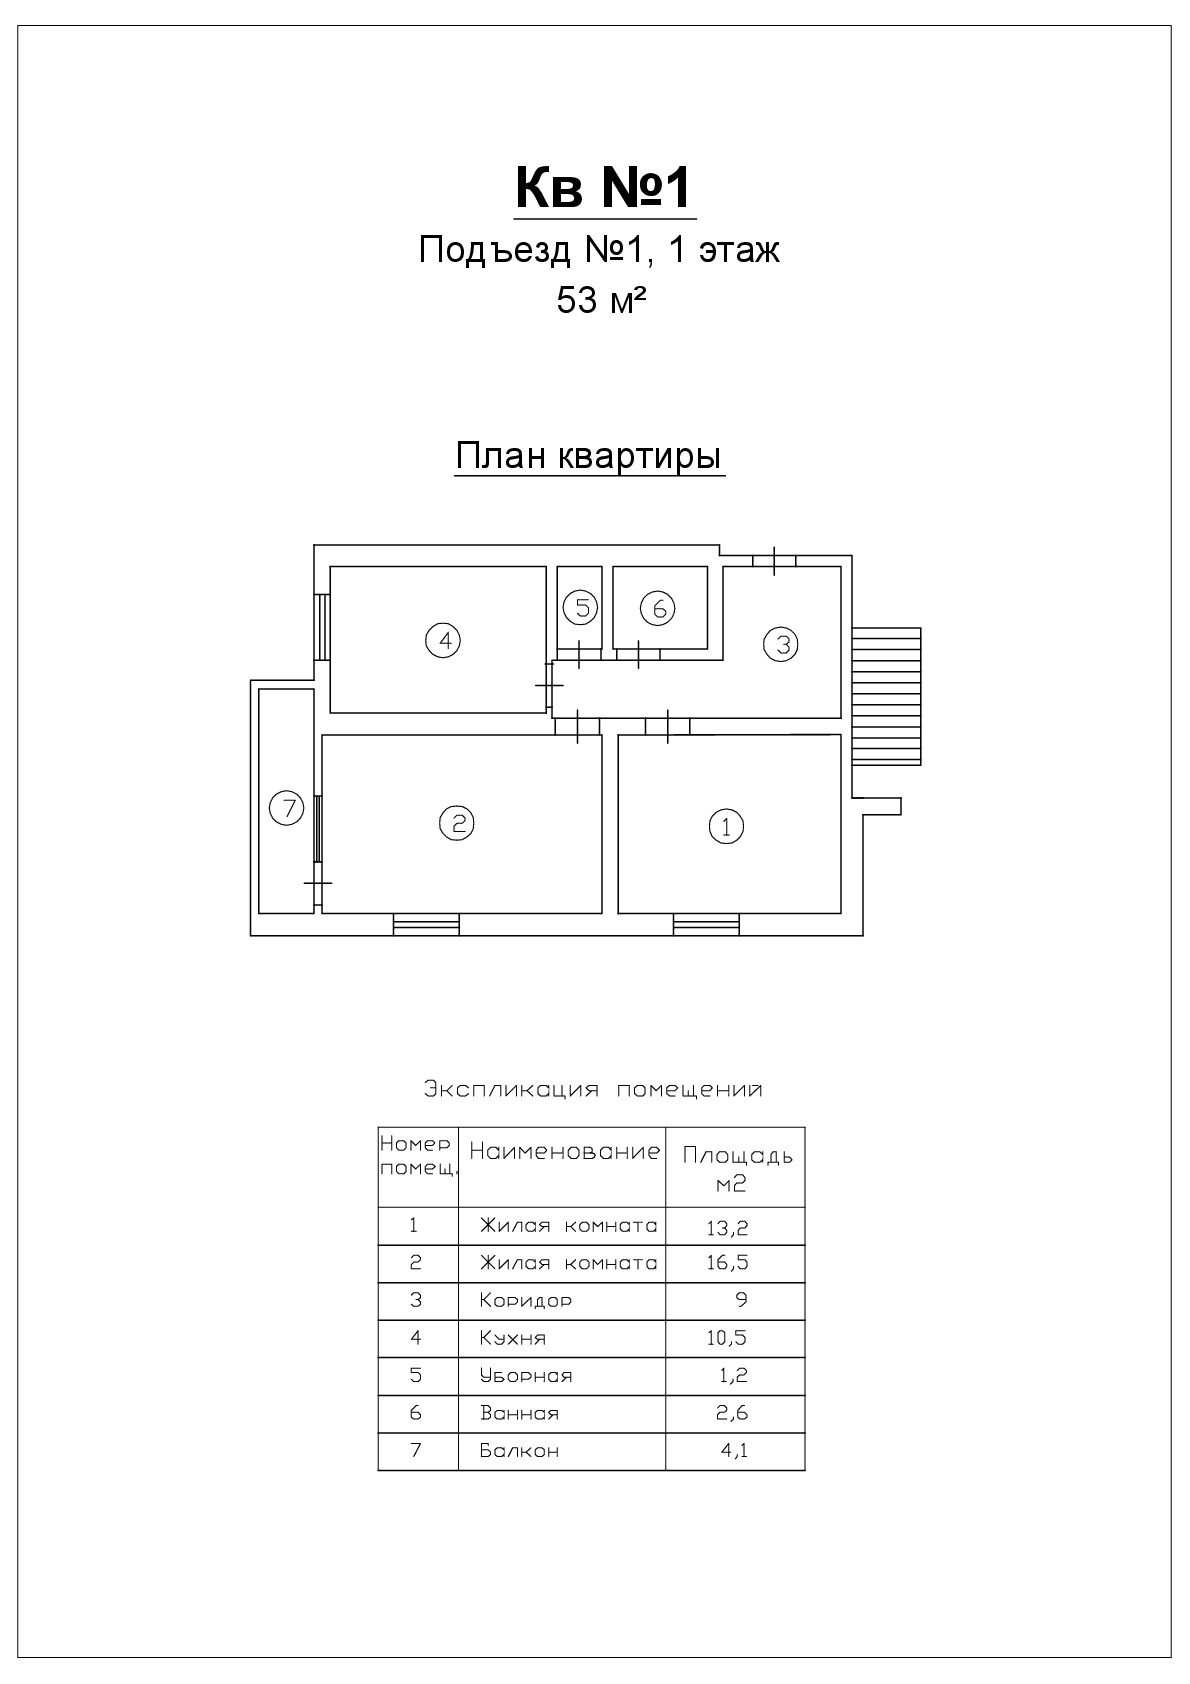 Кв №1
Подъезд №1, 1 этаж
53 м²
План квартиры
5
6
4
3
7
2
1
Экспликация помещений
Номер помещ. Наименование Площадь м2
1 Жилая комната 13,2
2 Жилая комната 16,5
3 Коридор 9
4 Кухня 10,5
5 Уборная 1,2
6 Ванная 2,6
7 Балкон 4,1